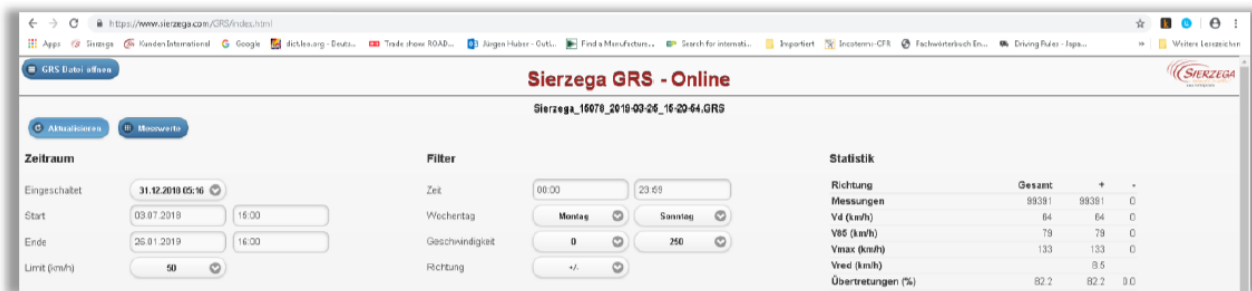 https://www.sierzega.com/GRS/index.html
Apps Sierzega Kunden International Google dict.leo.org - Deuts... Trade show ROAD... Jürgen Huber - Outl... Find a Manufacture... Search for internati... Importiert Incoterms-CFR Fachwörterbuch En... Driving Rules - Japa... » Weitere Lesezeichen
GRS Datei öffnen
Sierzega GRS - Online
SIERZEGA
Sierzega_15078_2019-03-26_15-20-54.GRS
Aktualisieren Messwerte
Zeitraum Filter Statistik
Eingeschaltet 31.12.2018 05:16 Zeit 00:00 23:59 Richtung Gesamt + -
Messungen 99391 99391 0
Start 03.07.2018 15:00 Wochentag Montag Sonntag Vd (km/h) 64 64 0
V85 (km/h) 79 79 0
Ende 26.01.2019 16:00 Geschwindigkeit 0 250 Vmax (km/h) 133 133 0
Vred (km/h) 8.5
Limit (km/h) 50 Richtung +/- Übertretungen (%) 82.2 82.2 0.0